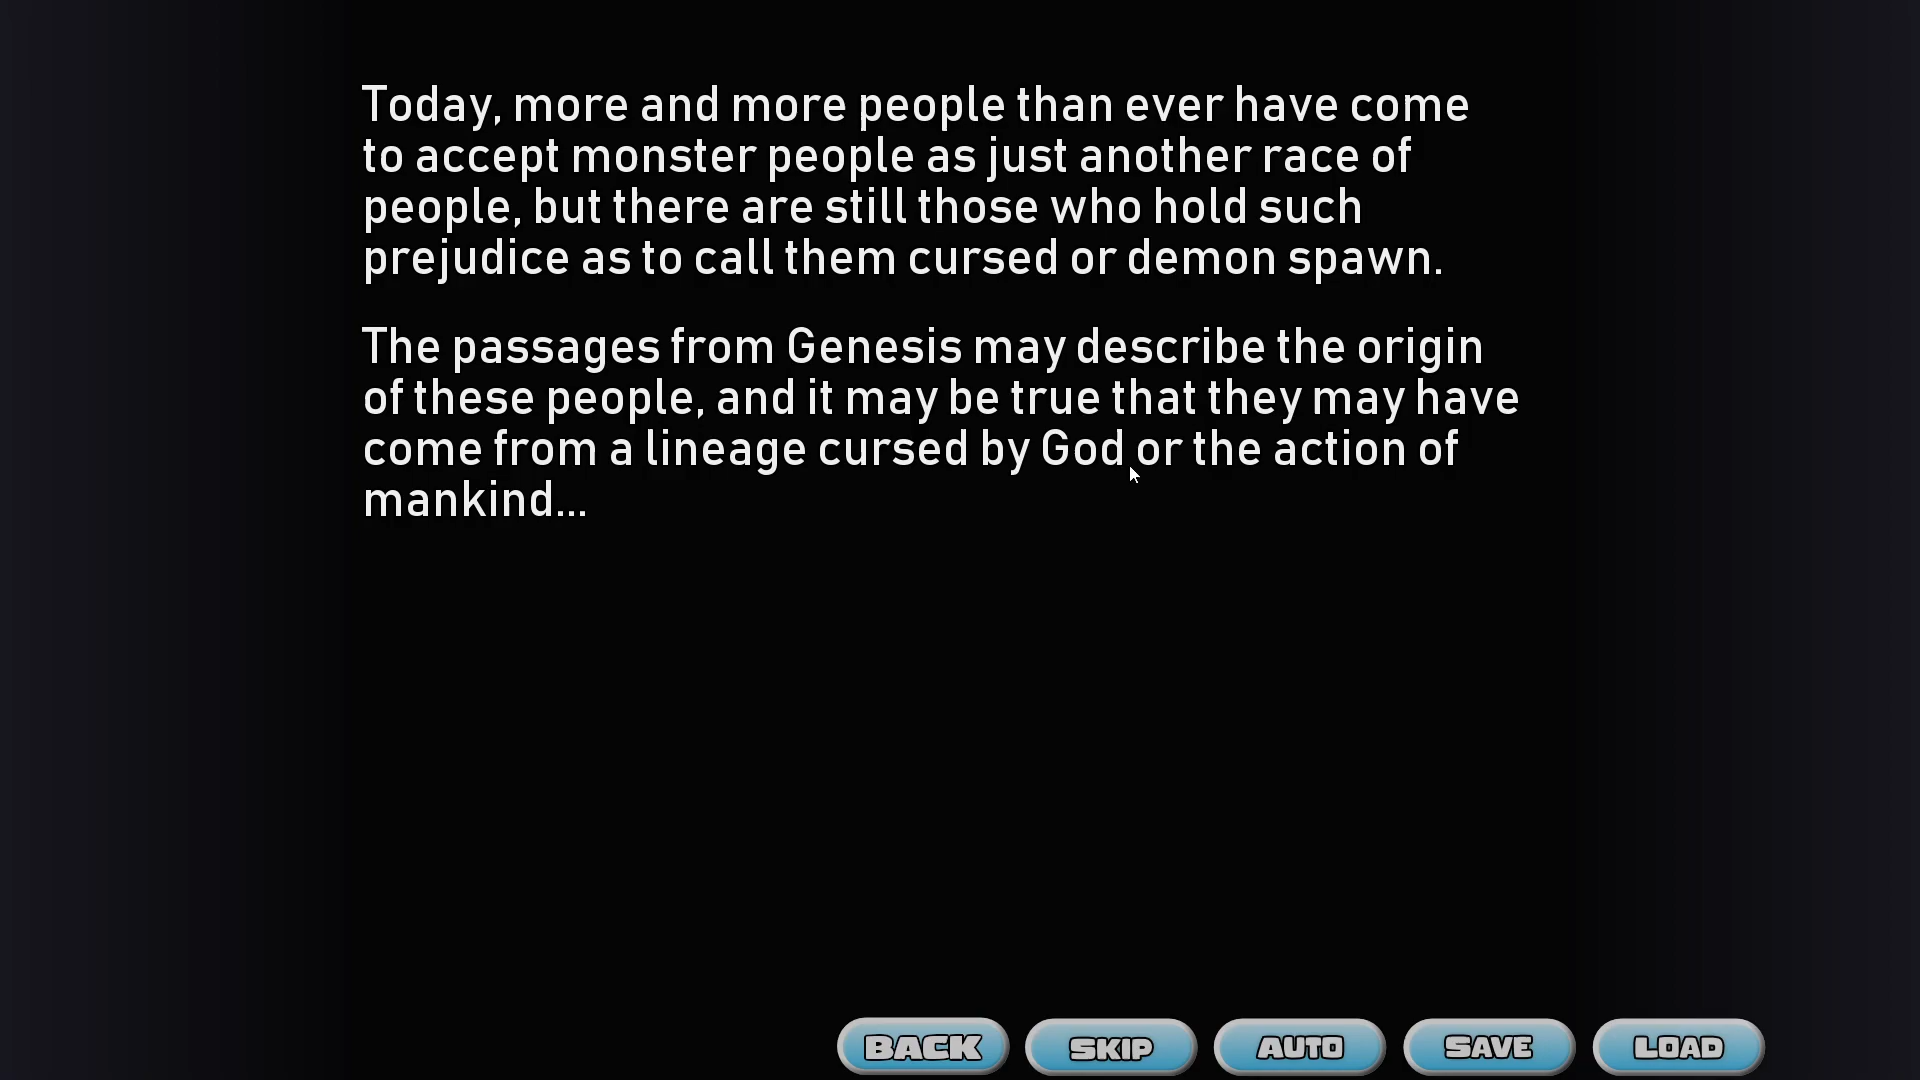 Today, more and more people than ever have come
to accept monster people as just another race of
people, but there are still those who hold such
prejudice as to call them cursed or demon spawn.
The passages from Genesis may describe the origin
of these people, and it may be true that they may have
come from a lineage cursed by God or the action of
mankind...
BACK SKIP AUTO SAVE LOAD